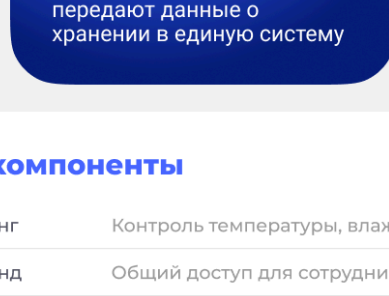 передают данные о
хранении в единую систему
компоненты
нг Контроль температуры, влаж
нд Общий доступ для сотрудни